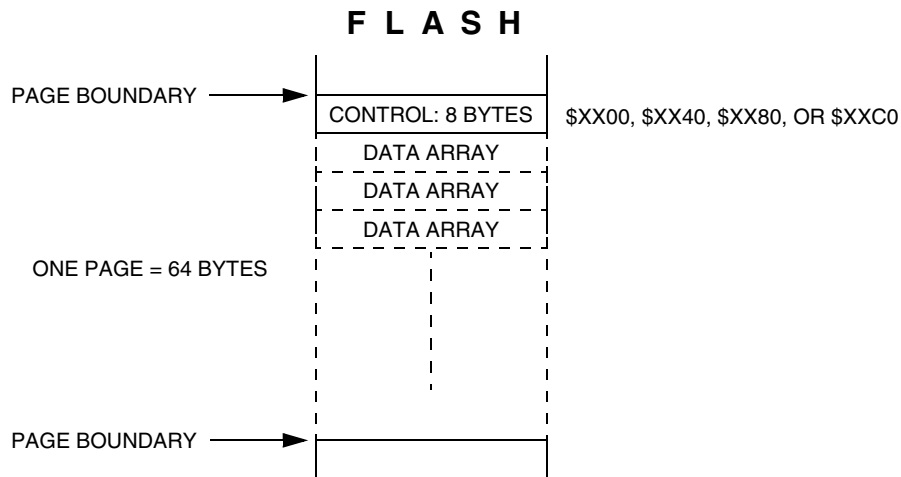 F L A S H
PAGE BOUNDARY
CONTROL: 8 BYTES
$XX00, $XX40, $XX80, OR $XXC0
DATA ARRAY
DATA ARRAY
DATA ARRAY
ONE PAGE = 64 BYTES
PAGE BOUNDARY